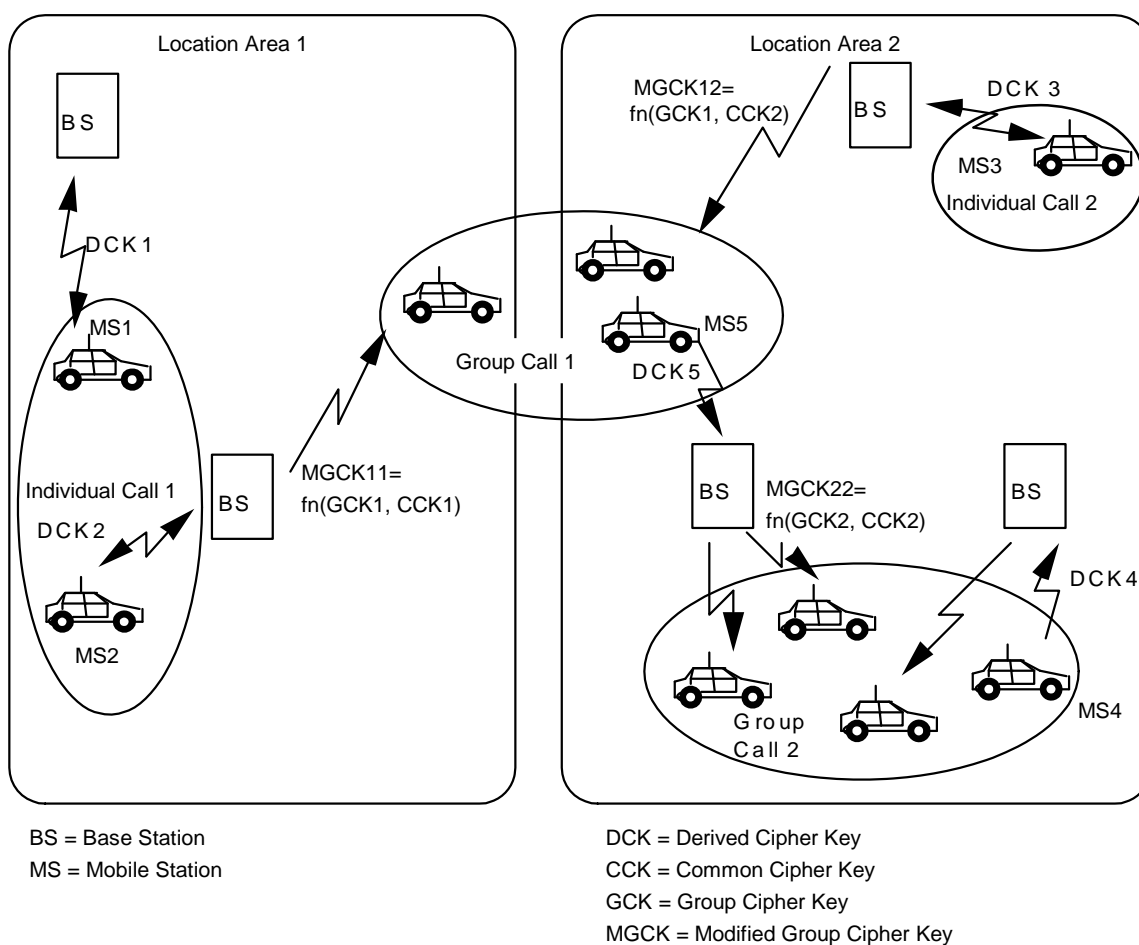 Location Area 1
BS
DCK1
MS1
Individual Call 1
DCK2
MS2
BS
MGCK11=
fn(GCK1, CCK1)
Group Call 1
Location Area 2
MGCK12=
fn(GCK1, CCK2)
BS
DCK 3
MS3
Individual Call 2
MS5
DCK5
BS
MGCK22=
fn(GCK2, CCK2)
BS
DCK4
MS4
Group
Call 2
BS = Base Station
MS = Mobile Station
DCK = Derived Cipher Key
CCK = Common Cipher Key
GCK = Group Cipher Key
MGCK = Modified Group Cipher Key